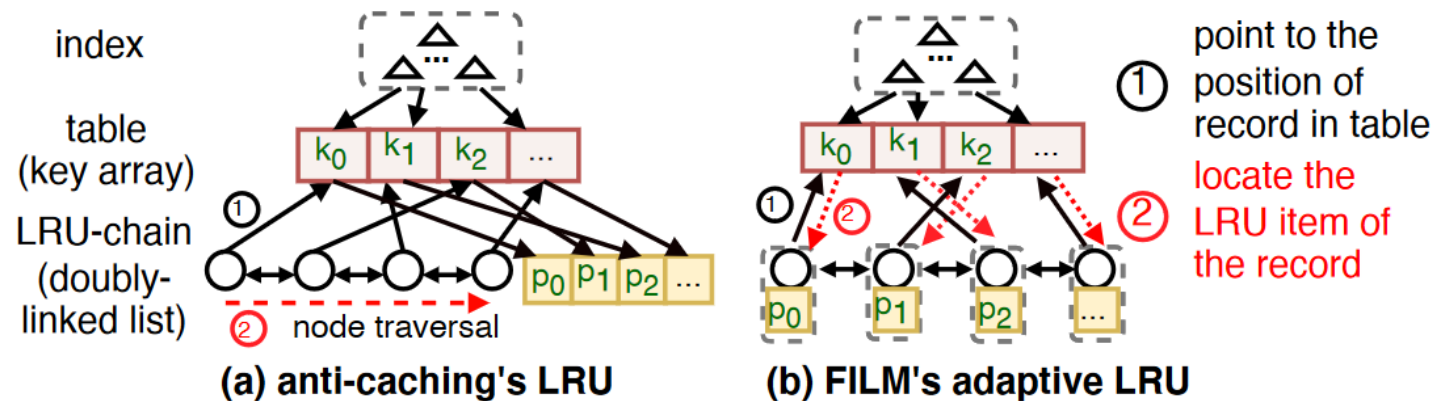 index
...
table
(key array)
k0 k1 k2 ...
1
LRU-chain
(doubly-
linked list)
p0 p1 p2 ...
2 node traversal
(a) anti-caching's LRU
...
k0 k1 k2 ...
1
2
p0 p1 p2 ...
(b) FILM's adaptive LRU
point to the
1 position of
record in table
locate the
2 LRU item of
the record